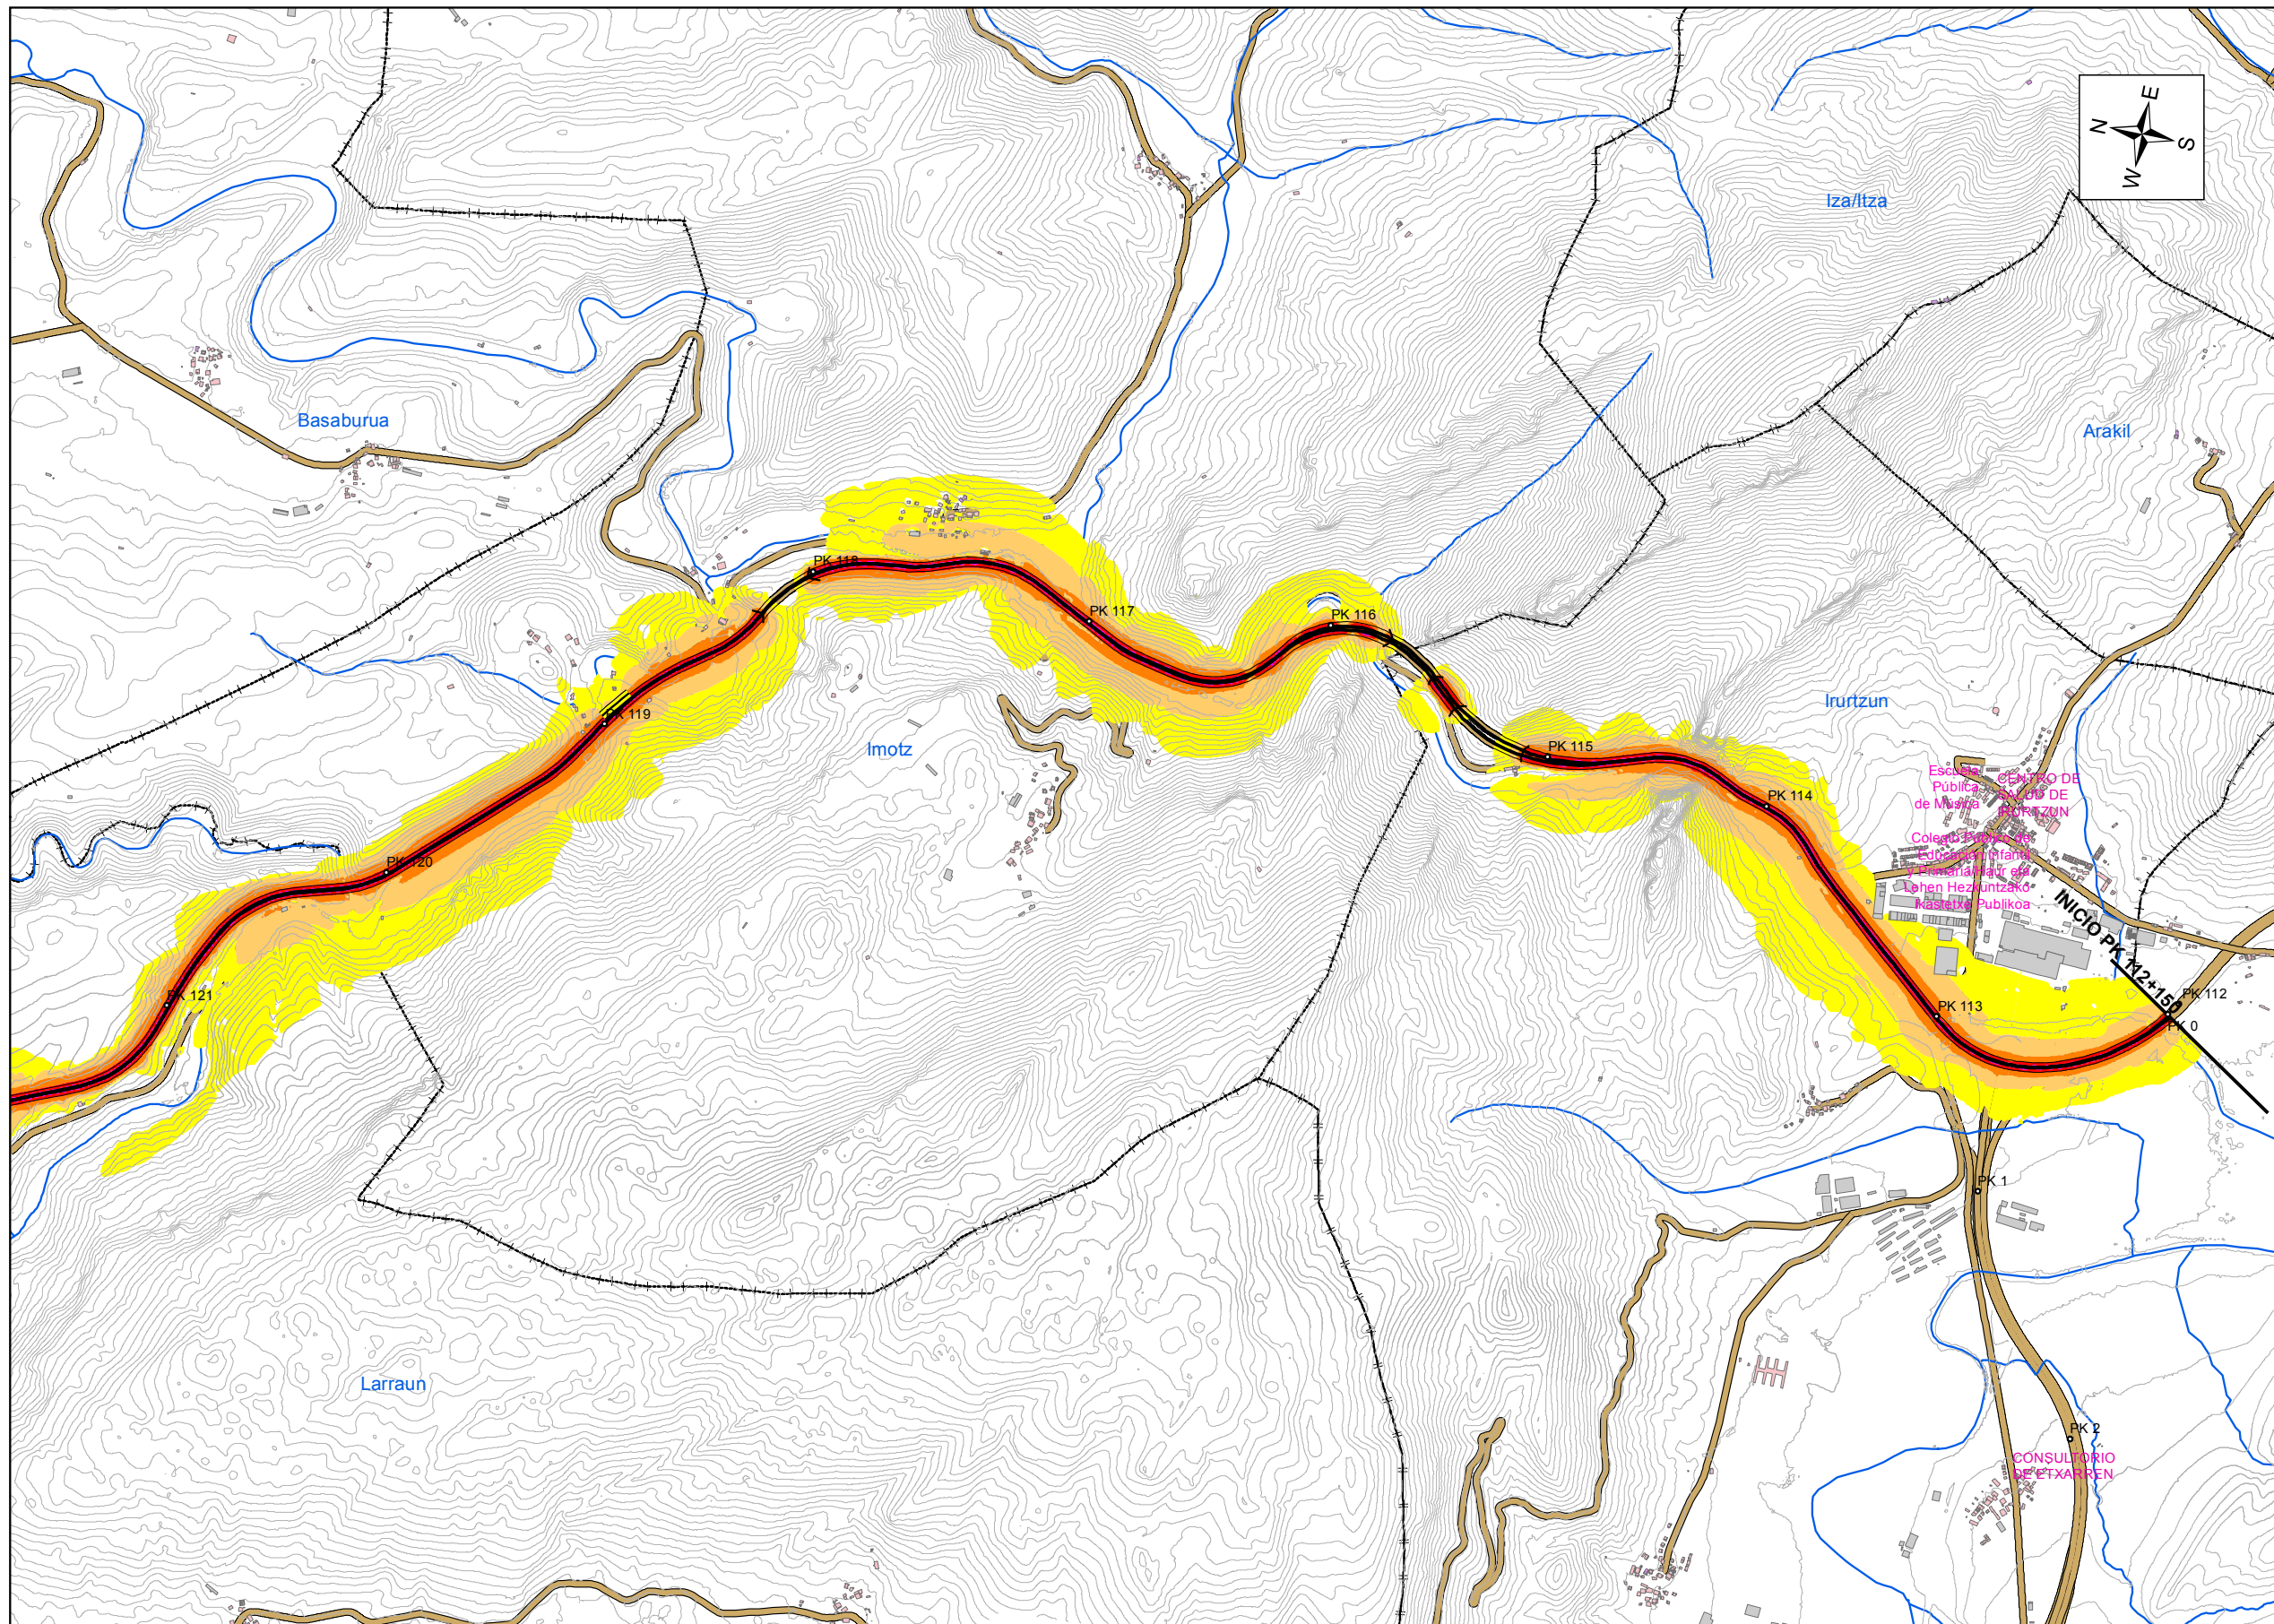 E
N
S
W
Iza/Itza
Basaburua
Arakil
PK 118
PK 117
PK 116
PK 119
Irurtzun
Imotz
PK 115
Escuela
Pública
de Música
CENTRO DE
SALUD DE
IRURTZUN
PK 114
Colegio Público de
Educación Infantil
y Primaria/Haur eta
Lehen Hezkuntzako
Ikastetxe Publikoa
PK 120
INICIO PK 112+150
PK 121
PK 112
PK 113
PK 0
PK 1
Larraun
PK 2
CONSULTORIO
DE ETXARREN